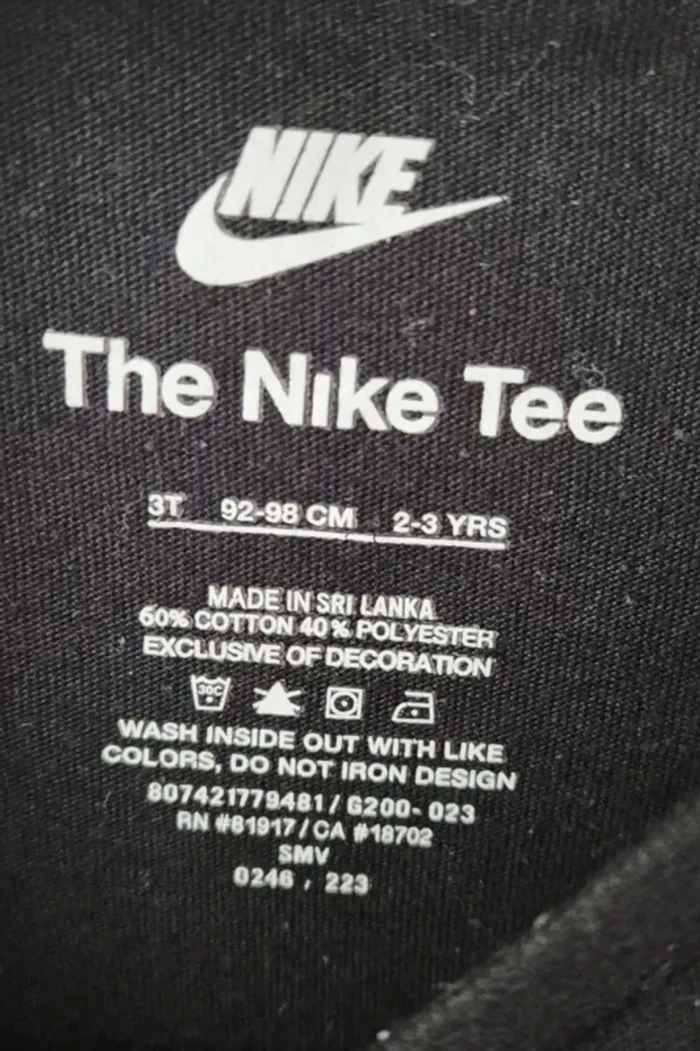 NIKE
The Nike Tee
3T 92-98 CM 2-3 YRS
MADE IN SRI LANKA
60% COTTON 40% POLYESTER
EXCLUSIVE OF DECORATION
30C
WASH INSIDE OUT WITH LIKE
COLORS, DO NOT IRON DESIGN
807421779481 / G200-023
RN #81917 / CA #18702
SMV
0246 , 223